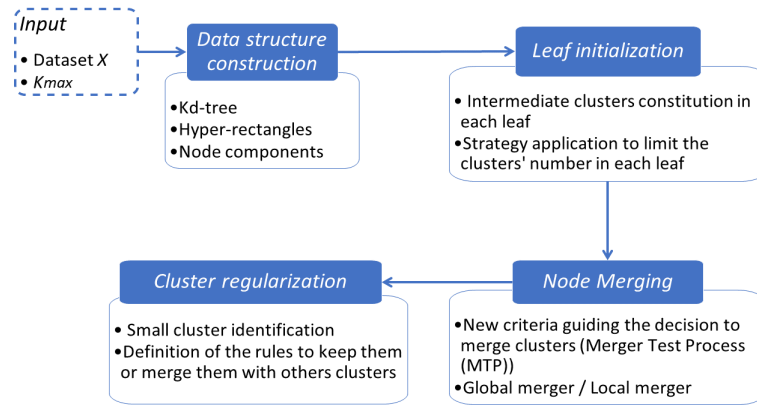 Input
• Dataset X
• Kmax
Data structure
construction
•Kd-tree
•Hyper-rectangles
•Node components
Leaf initialization
• Intermediate clusters constitution in
each leaf
•Strategy application to limit the
clusters' number in each leaf
Node Merging
•New criteria guiding the decision to
merge clusters (Merger Test Process
(MTP))
•Global merger / Local merger
Cluster regularization
• Small cluster identification
•Definition of the rules to keep them
or merge them with others clusters